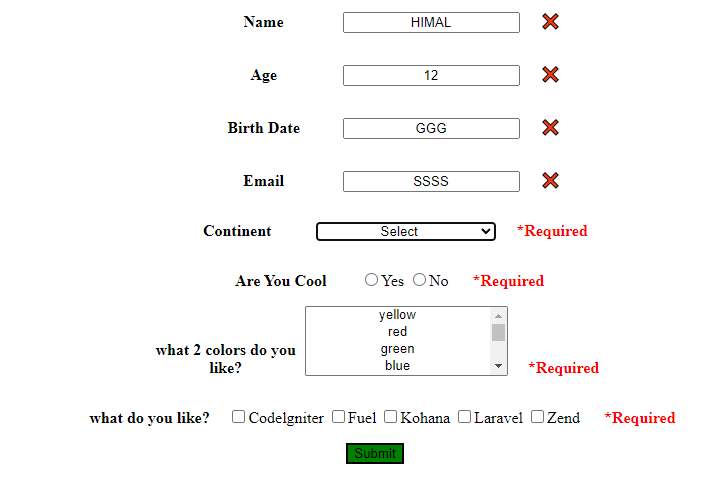 Name HIMAL
Age 12
Birth Date GGG
Email SSSS
Continent Select *Required
Are You Cool Yes No *Required
yellow
red
green
blue
what 2 colors do you
like? *Required
what do you like? CodeIgniter Fuel Kohana Laravel Zend *Required
Submit